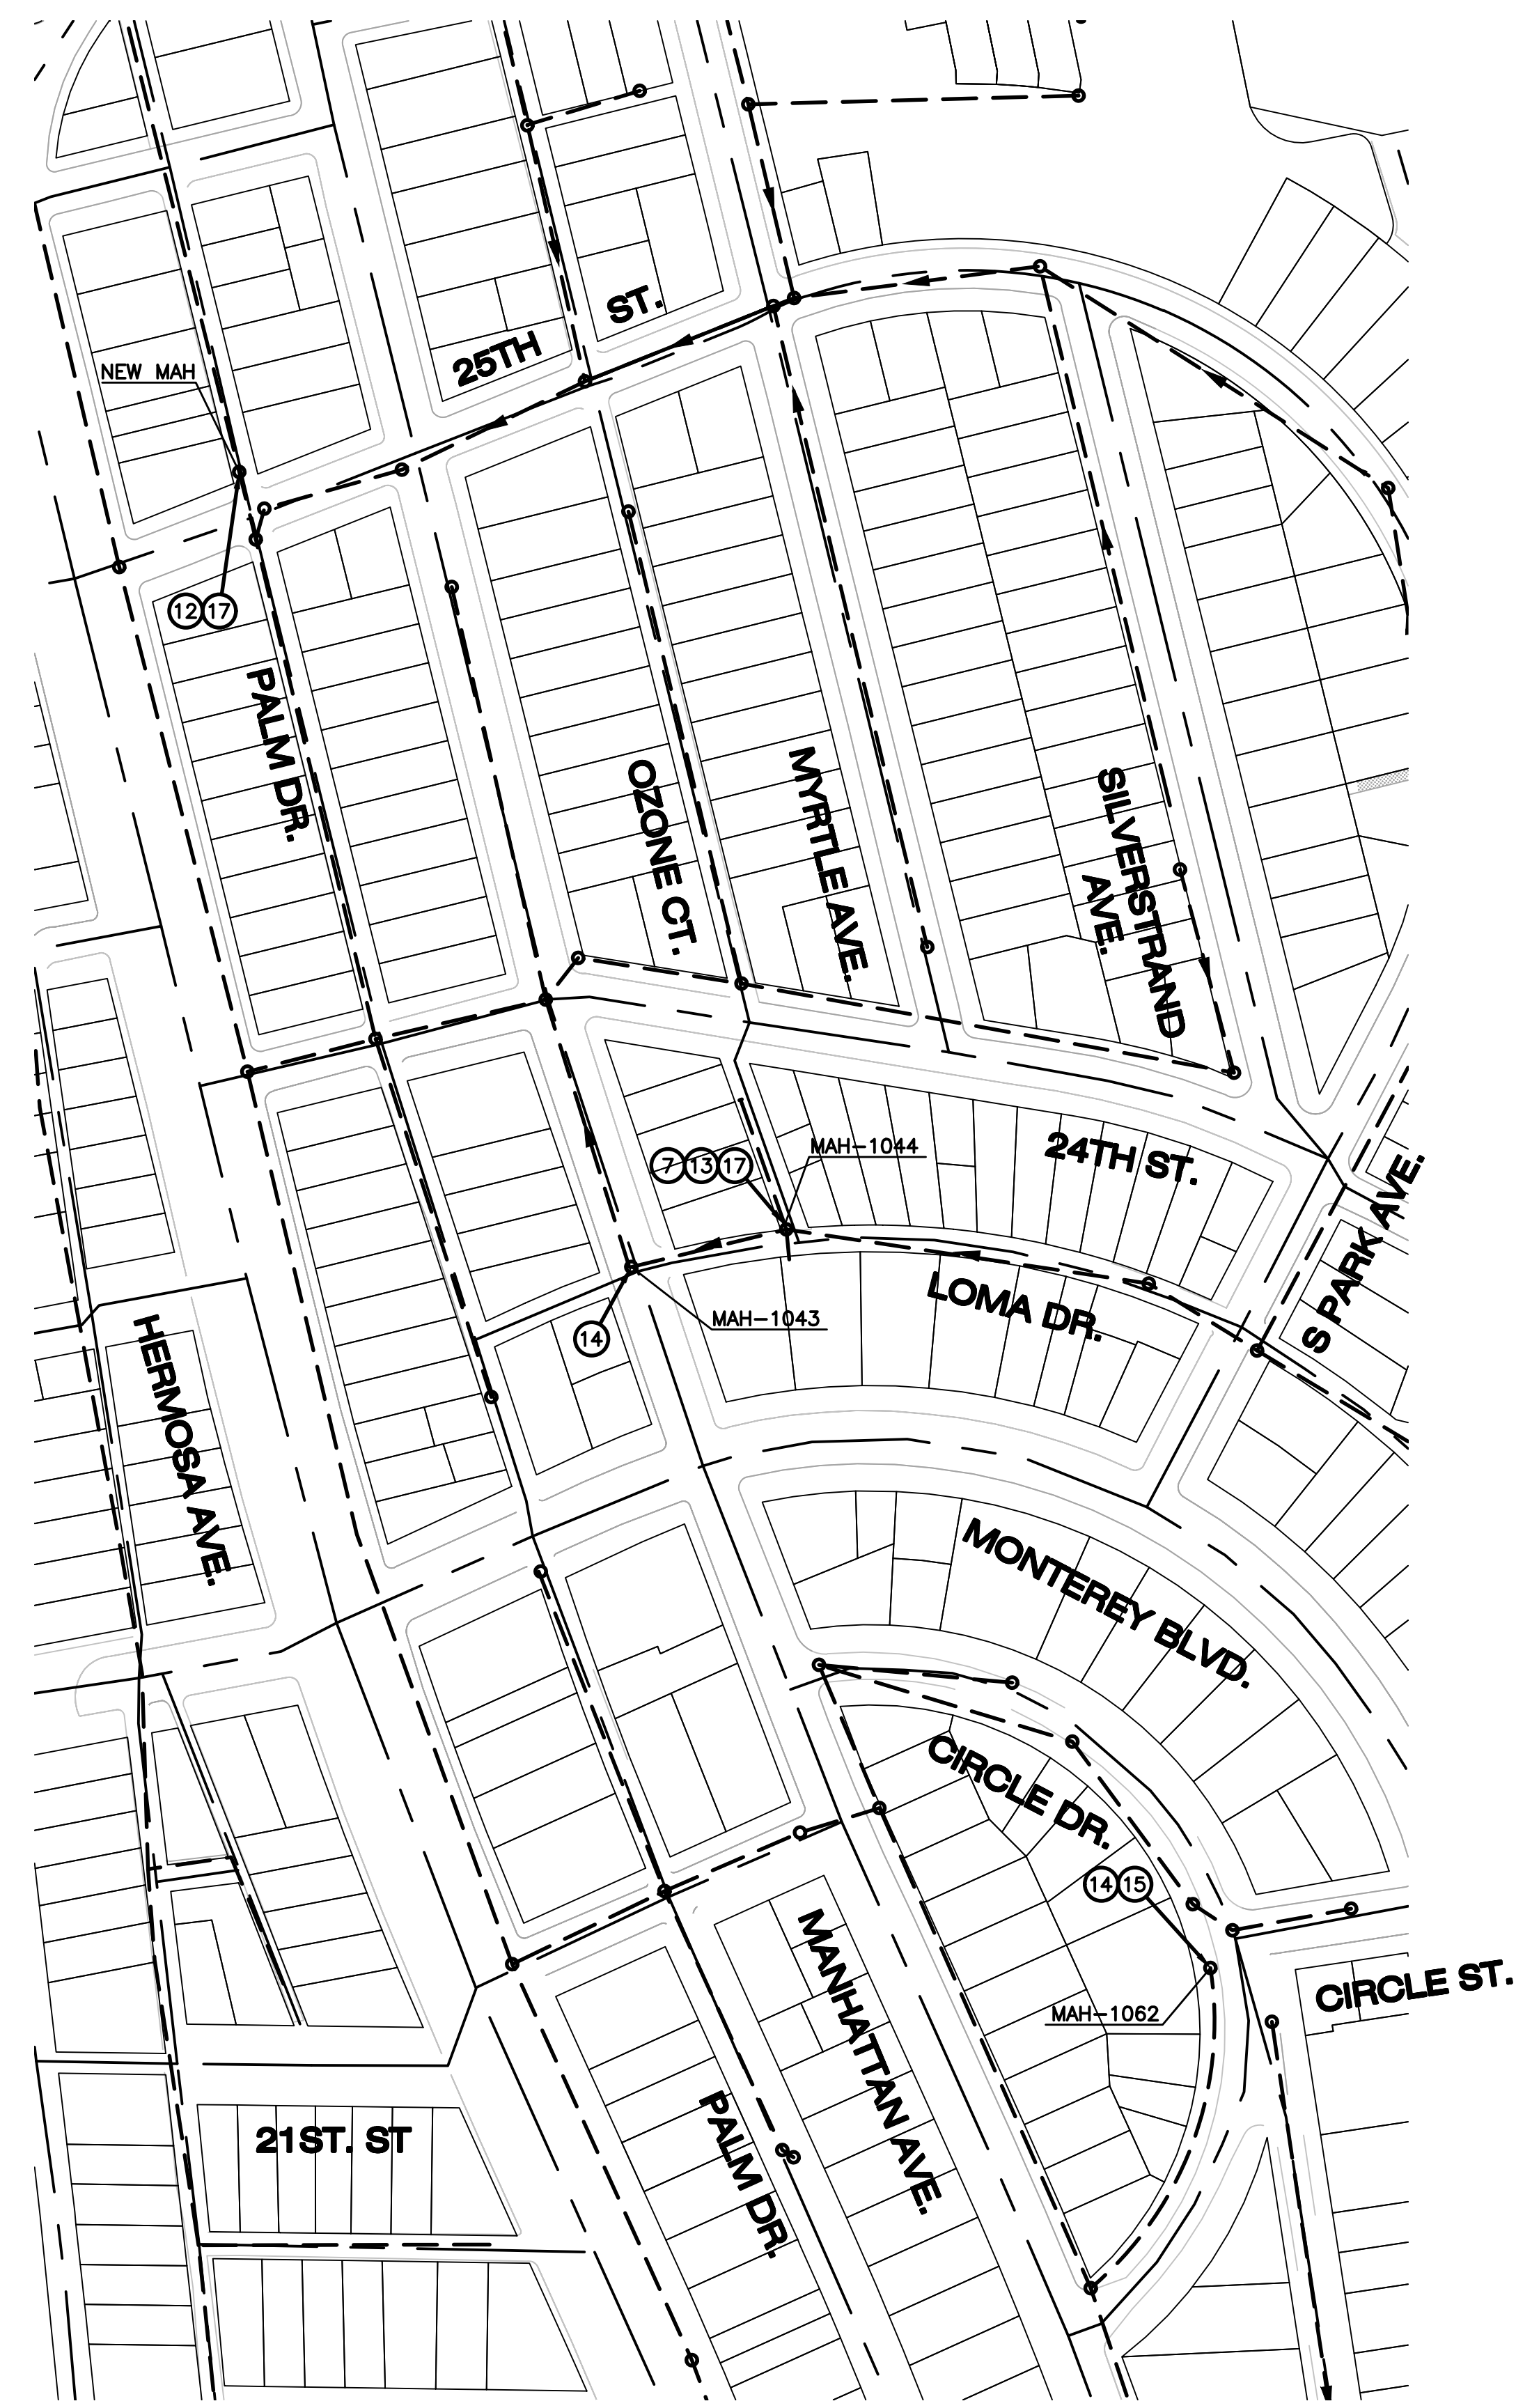 25TH ST.
NEW MAH
12 17
PALM DR.
OZONE CT.
MYRTLE AVE.
SILVERSTRAND
AVE.
7 13 17
MAH-1044
24TH ST.
S PARK AVE.
LOMA DR.
MAH-1043
14
HERMOSA AVE.
MONTEREY BLVD.
CIRCLE DR.
14 15
MANHATTAN AVE.
CIRCLE ST.
MAH-1062
21ST. ST
PALM DR.